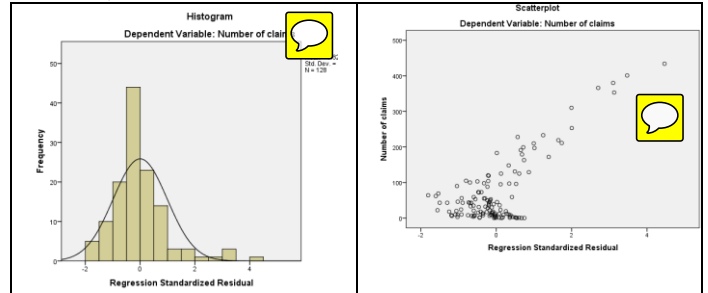 Histogram
Dependent Variable: Number of claims
Std. Dev. =
N = 128
50
40
30
20
10
0
Frequency
-2
0
2
4
Regression Standardized Residual
Scatterplot
Dependent Variable: Number of claims
500
400
300
200
100
0
Number of claims
-2
0
2
4
Regression Standardized Residual